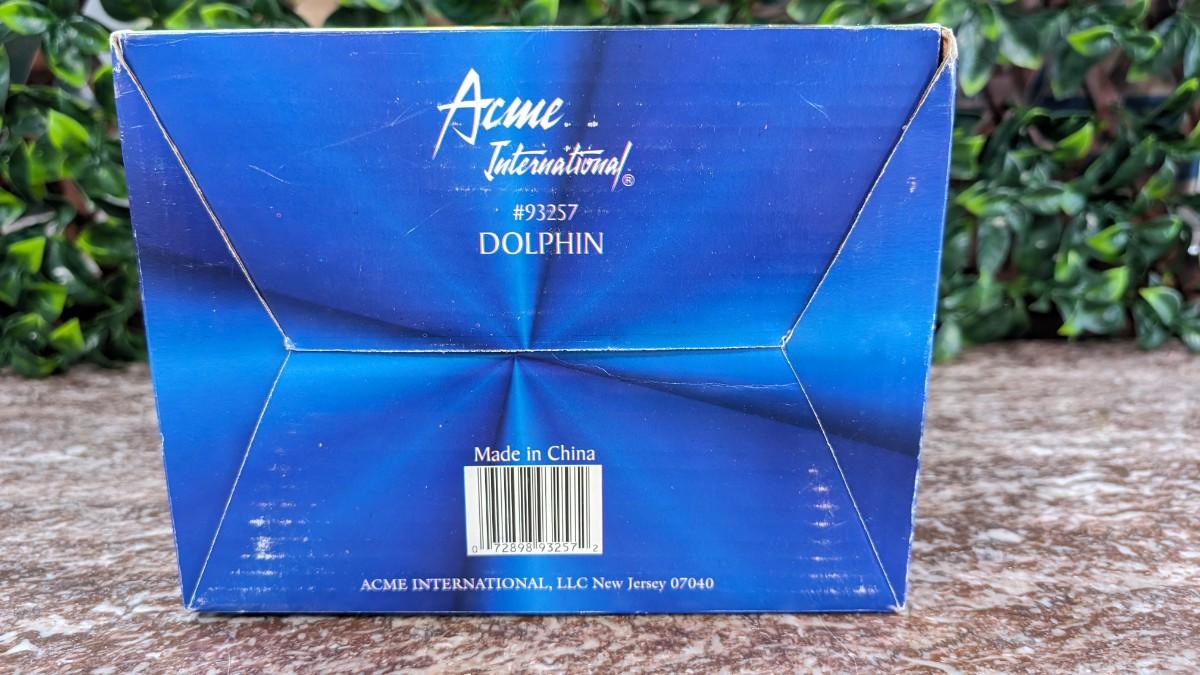 Acme
International®
#93257
DOLPHIN
Made in China
0 72898 93257 2
ACME INTERNATIONAL, LLC New Jersey 07040